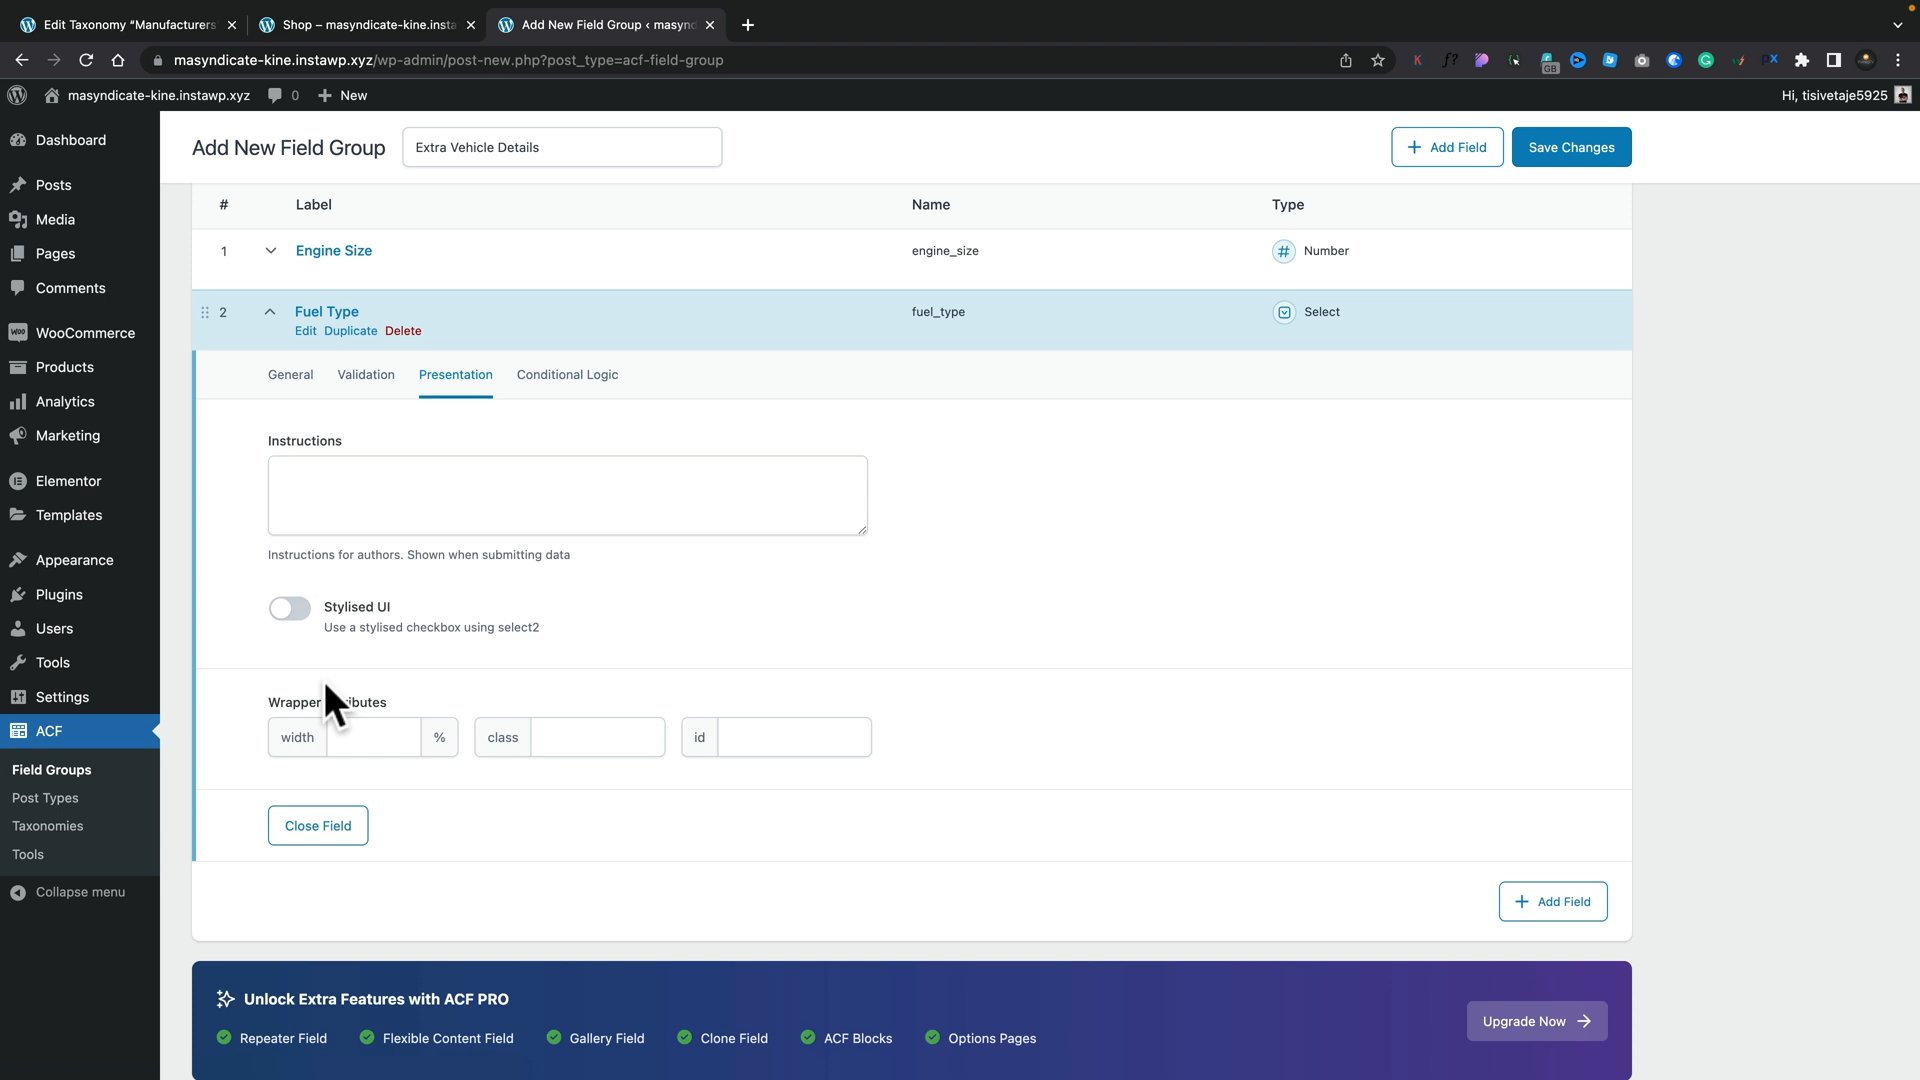 Edit Taxonomy "Manufacturers
Shop – masyndicate-kine.insta
Add New Field Group ‹ masynd
masyndicate-kine.instawp.xyz/wp-admin/post-new.php?post_type=acf-field-group
masyndicate-kine.instawp.xyz
0
New
Hi, tisivetaje5925
Dashboard
Posts
Media
Pages
Comments
WooCommerce
Products
Analytics
Marketing
Elementor
Templates
Appearance
Plugins
Users
Tools
Settings
ACF
Field Groups
Post Types
Taxonomies
Tools
Collapse menu
Add New Field Group
Extra Vehicle Details
+ Add Field
Save Changes
# Label Name Type
1 Engine Size engine_size # Number
2 Fuel Type fuel_type Select
Edit Duplicate Delete
General Validation Presentation Conditional Logic
Instructions
Instructions for authors. Shown when submitting data
Stylised UI
Use a stylised checkbox using select2
Wrapper ibutes
width % class id
Close Field
+ Add Field
Unlock Extra Features with ACF PRO
Repeater Field Flexible Content Field Gallery Field Clone Field ACF Blocks Options Pages
Upgrade Now →